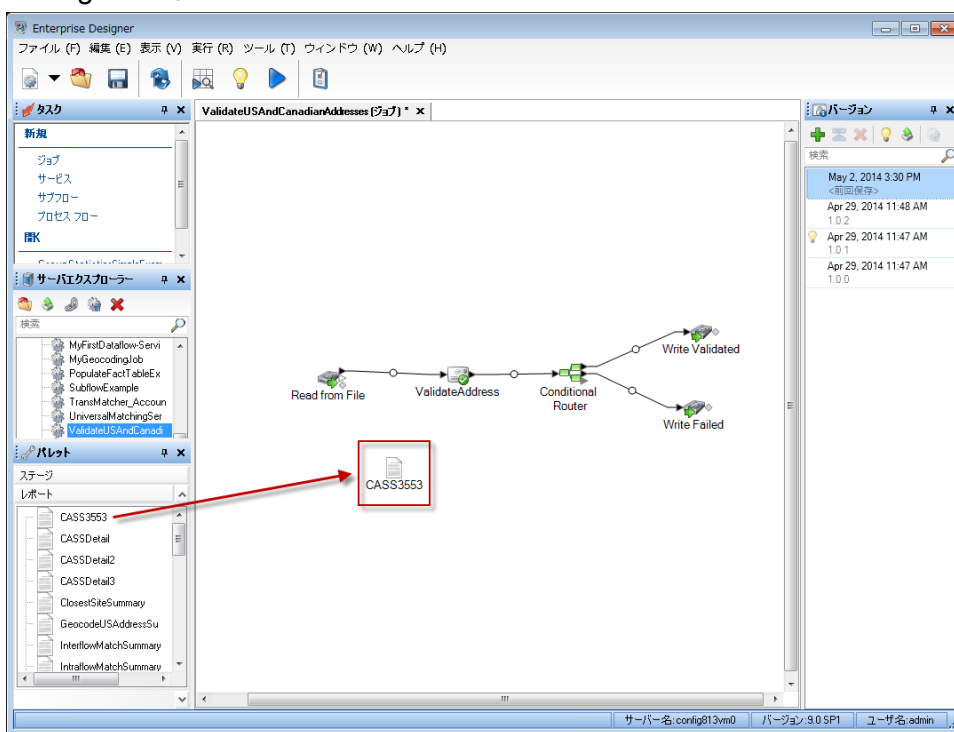 Enterprise Designer
ファイル (F) 編集 (E) 表示 (V) 実行 (R) ツール (T) ウィンドウ (W) ヘルプ (H)
タスク
新規
ジョブ
サービス
サブフロー
プロセス フロー
開く
サーバエクスプローラー
検索
MyFirstDataflow-Servi
MyGeocodingJob
PopulateFactTableEx
SubflowExample
TransMatcher_Accoun
UniversalMatchingSer
ValidateUSAndCanadi
パレット
ステージ
レポート
CASS3553
CASSDetail
CASSDetail2
CASSDetail3
ClosestSiteSummary
GeocodeUSAddressSu
InterflowMatchSummary
IntraflowMatchSummary
ValidateUSAndCanadianAddresses (ジョブ) *
Read from File
ValidateAddress
Conditional
Router
Write Validated
Write Failed
CASS3553
バージョン
検索
May 2, 2014 3:30 PM
<前回保存>
Apr 29, 2014 11:48 AM
1.0.2
Apr 29, 2014 11:47 AM
1.0.1
Apr 29, 2014 11:47 AM
1.0.0
サーバー名:config813vm0 バージョン:9.0 SP1 ユーザ名:admin